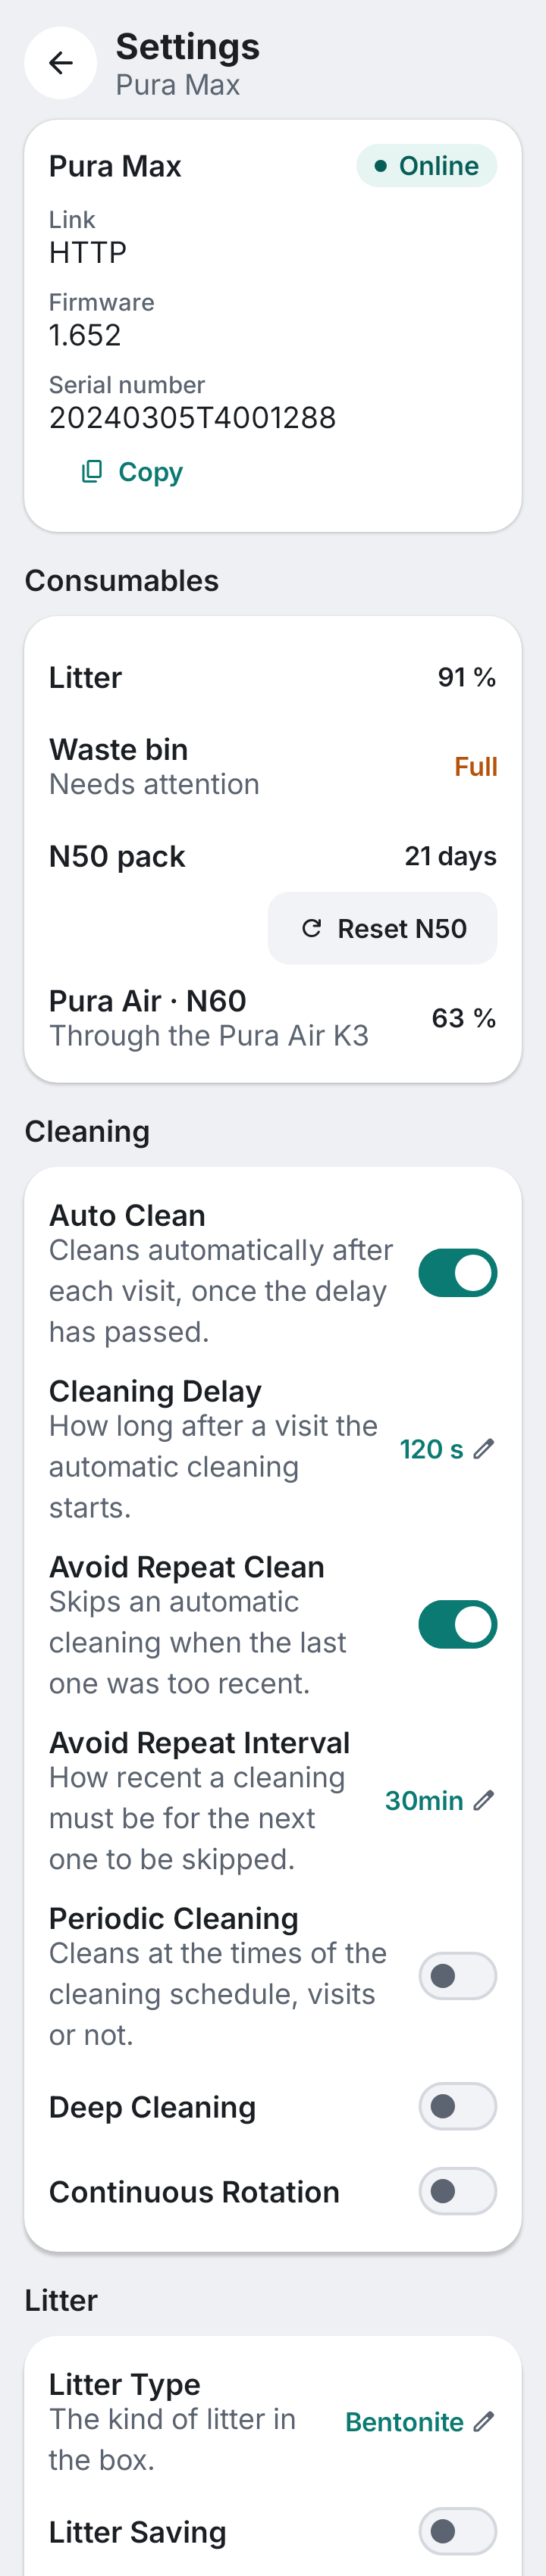 Settings
Pura Max
Pura Max
Online
Link
HTTP
Firmware
1.652
Serial number
20240305T4001288
Copy
Consumables
Litter
91 %
Waste bin
Needs attention
Full
N50 pack
21 days
Reset N50
Pura Air · N60
Through the Pura Air K3
63 %
Cleaning
Auto Clean
Cleans automatically after
each visit, once the delay
has passed.
Cleaning Delay
How long after a visit the
automatic cleaning
starts.
120 s
Avoid Repeat Clean
Skips an automatic
cleaning when the last
one was too recent.
Avoid Repeat Interval
How recent a cleaning
must be for the next
one to be skipped.
30min
Periodic Cleaning
Cleans at the times of the
cleaning schedule, visits
or not.
Deep Cleaning
Continuous Rotation
Litter
Litter Type
The kind of litter in
the box.
Bentonite
Litter Saving